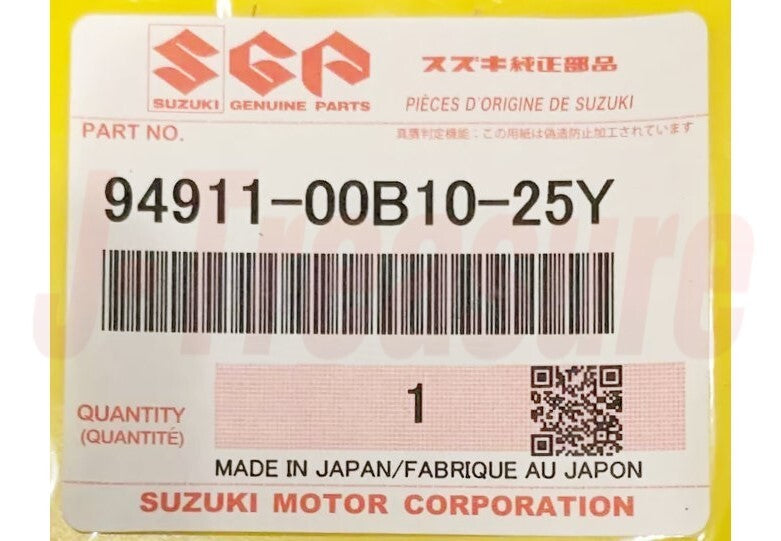 SUZUKI
SGP
GENUINE PARTS
スズキ純正部品
PIÈCES D'ORIGINE DE SUZUKI
PART NO.
真贋判定機能:この用紙は偽造防止加工されています
94911-00B10-25Y
J-Treasure
QUANTITY
(QUANTITÉ)
1
MADE IN JAPAN/FABRIQUE AU JAPON
SUZUKI MOTOR CORPORATION